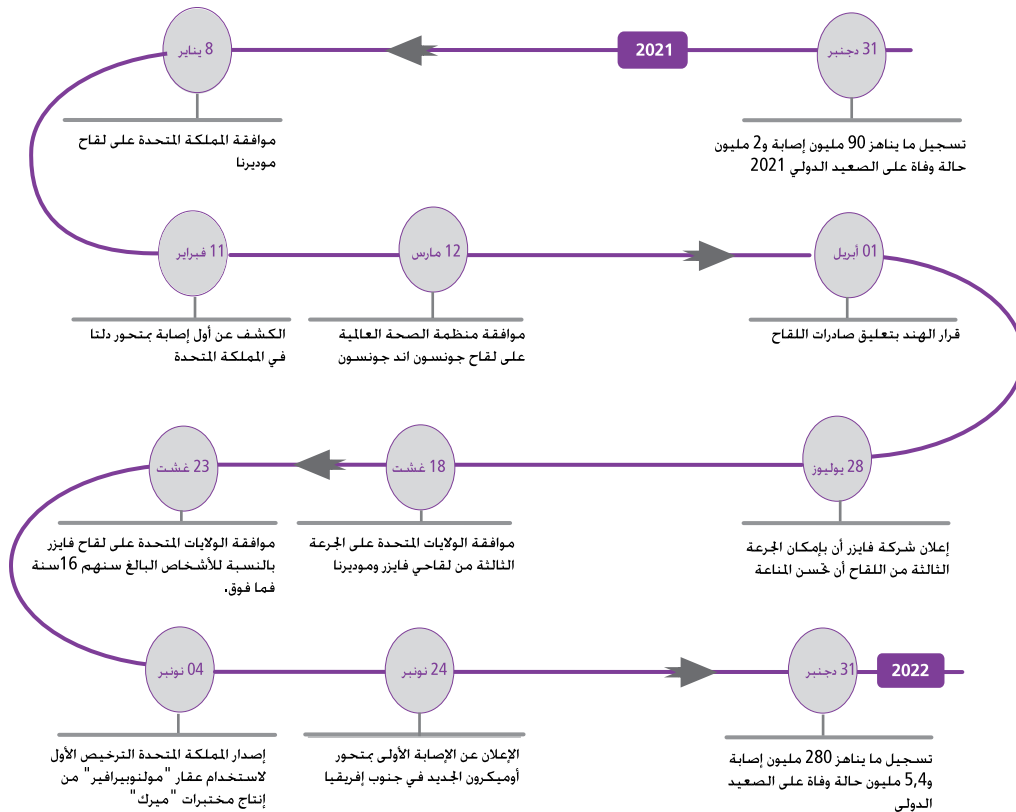 31 دجنبر
2021
8 يناير
تسجيل ما يناهز 90 مليون إصابة و2 مليون
حالة وفاة على الصعيد الدولي 2021
موافقة المملكة المتحدة على لقاح
موديرنا
11 فبراير
12 مارس
01 أبريل
الكشف عن أول إصابة بمتحور دلتا
في المملكة المتحدة
موافقة منظمة الصحة العالمية
على لقاح جونسون اند جونسون
قرار الهند بتعليق صادرات اللقاح
28 يوليوز
18 غشت
23 غشت
إعلان شركة فايزر أن بإمكان الجرعة
الثالثة من اللقاح أن تحسن المناعة
موافقة الولايات المتحدة على الجرعة
الثالثة من لقاحي فايزر وموديرنا
موافقة الولايات المتحدة على لقاح فايزر
بالنسبة للأشخاص البالغ سنهم 16سنة
فما فوق.
04 نونبر
24 نونبر
31 دجنبر
2022
إصدار المملكة المتحدة الترخيص الأول
لاستخدام عقار "مولنوبيرافير" من
إنتاج مختبرات "ميرك"
الإعلان عن الإصابة الأولى بمتحور
أوميكرون الجديد في جنوب إفريقيا
تسجيل ما يناهز 280 مليون إصابة
و5,4 مليون حالة وفاة على الصعيد
الدولي